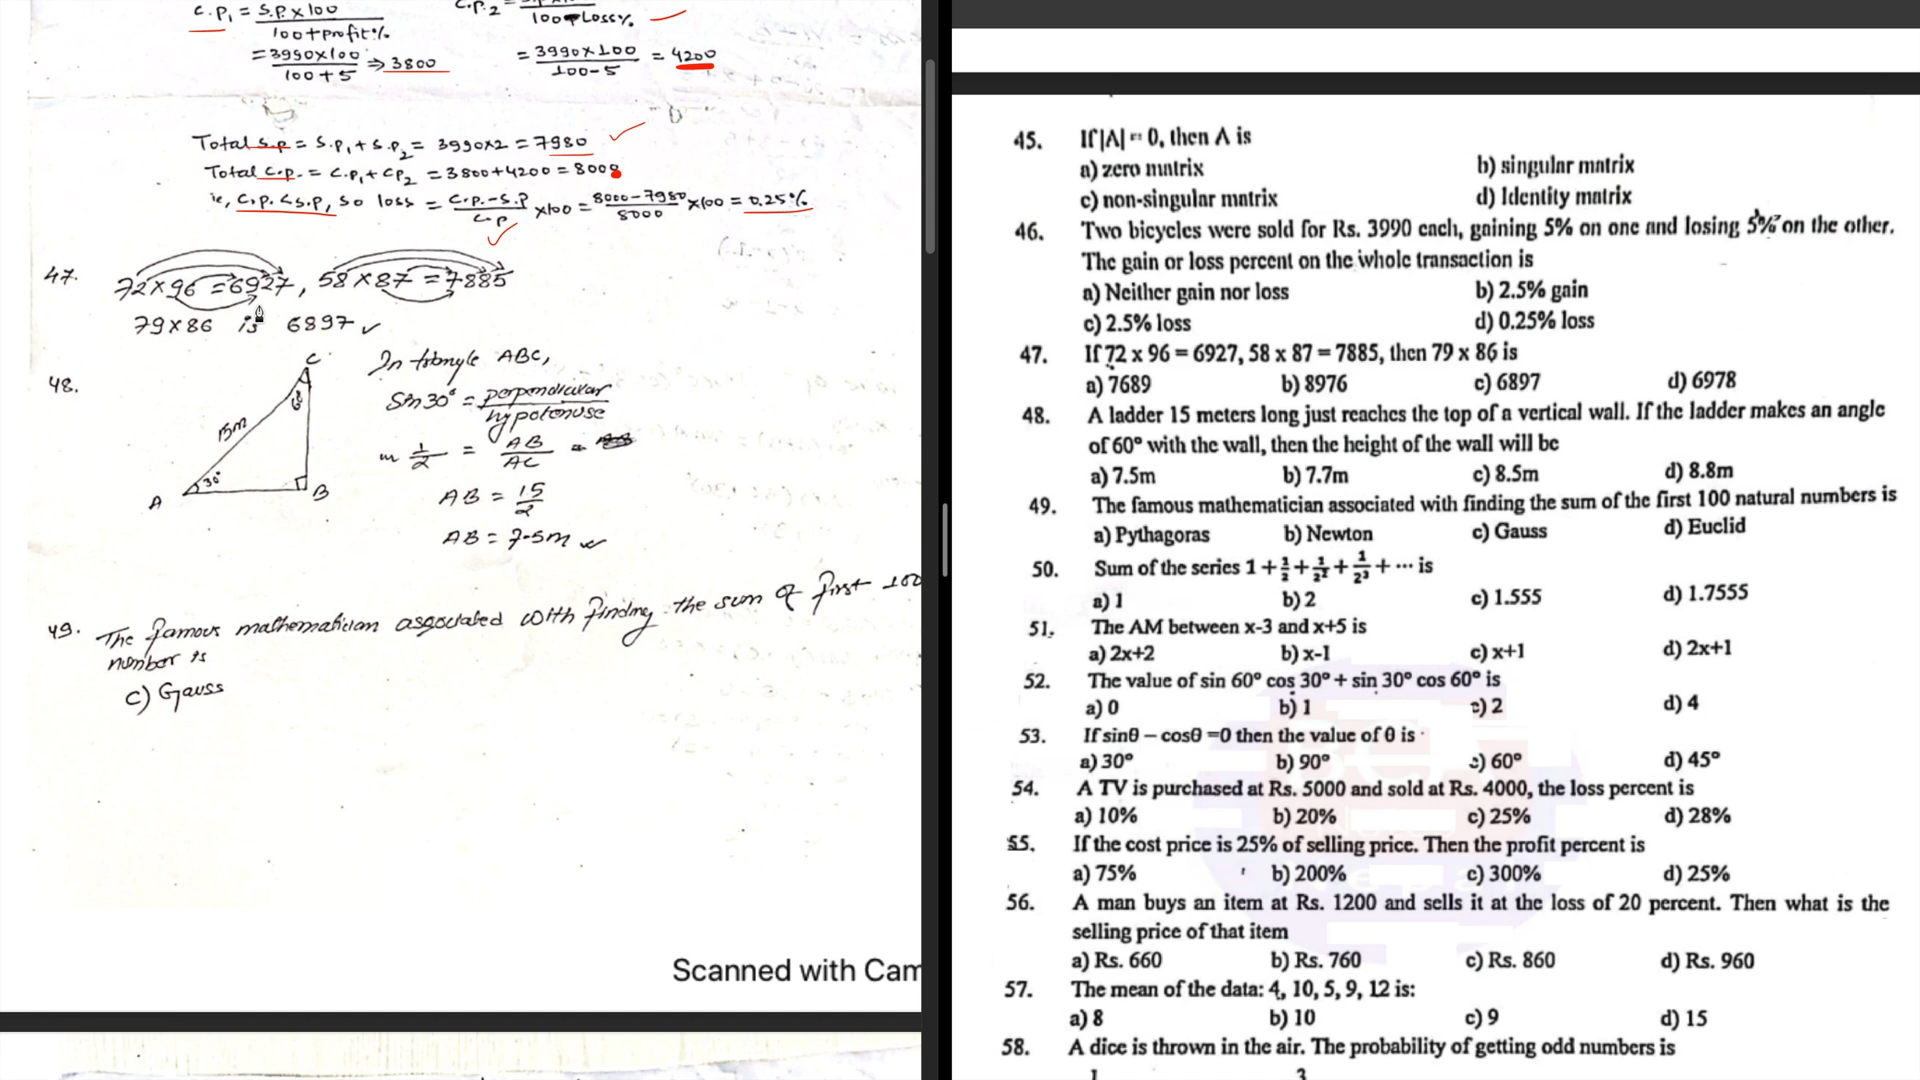 C.P₁ = S.P × 100
100 + Profit%
= 3990 × 100
100 + 5 ⇒ 3800
C.P.2 =
100 - Loss%
= 3990 × 100 = 4200
100 - 5
Total S.P = S.P₁ + S.P₂ = 3990×2 = 7980
Total C.P. = C.P₁ + CP₂ = 3800+4200 = 8000
ie, C.P. < S.P, so loss = C.P. - S.P × 100 = 8000 - 7980 × 100 = 0.25%
C.P 8000
47. 72×96 = 6927, 58×87 = 7885
79×86 is 6897 ✓
48. C
60
15m
30°
A B
In triangle ABC,
Sin30° = perpendicular
hypotenuse
1/2 = AB
AC
AB = 15
2
AB = 7.5m
49. The famous mathematician associated with finding the sum of first 100
number is
c) Gauss
Scanned with Cam
45. If |A| = 0, then A is
a) zero matrix b) singular matrix
c) non-singular matrix d) Identity matrix
46. Two bicycles were sold for Rs. 3990 each, gaining 5% on one and losing 5% on the other.
The gain or loss percent on the whole transaction is
a) Neither gain nor loss b) 2.5% gain
c) 2.5% loss d) 0.25% loss
47. If 72 x 96 = 6927, 58 x 87 = 7885, then 79 x 86 is
a) 7689 b) 8976 c) 6897 d) 6978
48. A ladder 15 meters long just reaches the top of a vertical wall. If the ladder makes an angle
of 60° with the wall, then the height of the wall will be
a) 7.5m b) 7.7m c) 8.5m d) 8.8m
49. The famous mathematician associated with finding the sum of the first 100 natural numbers is
a) Pythagoras b) Newton c) Gauss d) Euclid
50. Sum of the series 1 + 1/2 + 1/2² + 1/2³ + ··· is
a) 1 b) 2 c) 1.555 d) 1.7555
51. The AM between x-3 and x+5 is
a) 2x+2 b) x-1 c) x+1 d) 2x+1
52. The value of sin 60° cos 30° + sin 30° cos 60° is
a) 0 b) 1 c) 2 d) 4
53. If sinθ – cosθ =0 then the value of θ is
a) 30° b) 90° c) 60° d) 45°
54. A TV is purchased at Rs. 5000 and sold at Rs. 4000, the loss percent is
a) 10% b) 20% c) 25% d) 28%
55. If the cost price is 25% of selling price. Then the profit percent is
a) 75% b) 200% c) 300% d) 25%
56. A man buys an item at Rs. 1200 and sells it at the loss of 20 percent. Then what is the
selling price of that item
a) Rs. 660 b) Rs. 760 c) Rs. 860 d) Rs. 960
57. The mean of the data: 4, 10, 5, 9, 12 is:
a) 8 b) 10 c) 9 d) 15
58. A dice is thrown in the air. The probability of getting odd numbers is
1 3